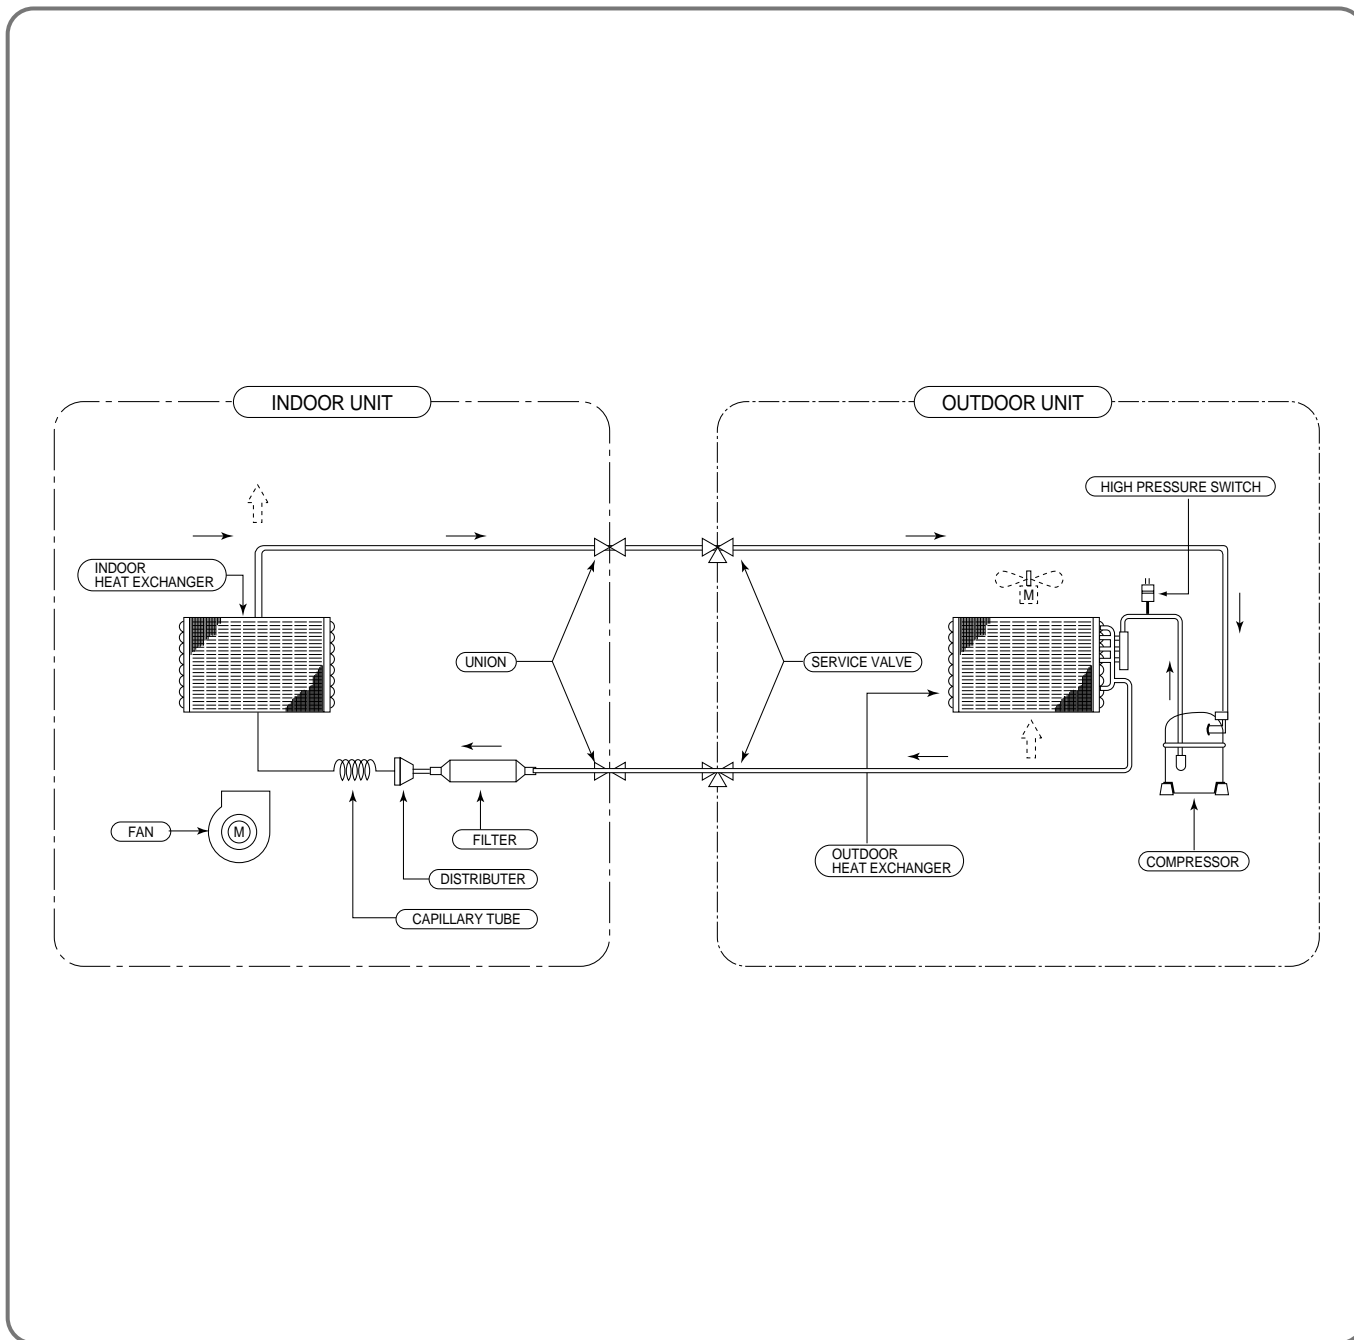 INDOOR UNIT
OUTDOOR UNIT
HIGH PRESSURE SWITCH
INDOOR
HEAT EXCHANGER
M
UNION
SERVICE VALVE
FAN
M
FILTER
OUTDOOR
HEAT EXCHANGER
COMPRESSOR
DISTRIBUTER
CAPILLARY TUBE